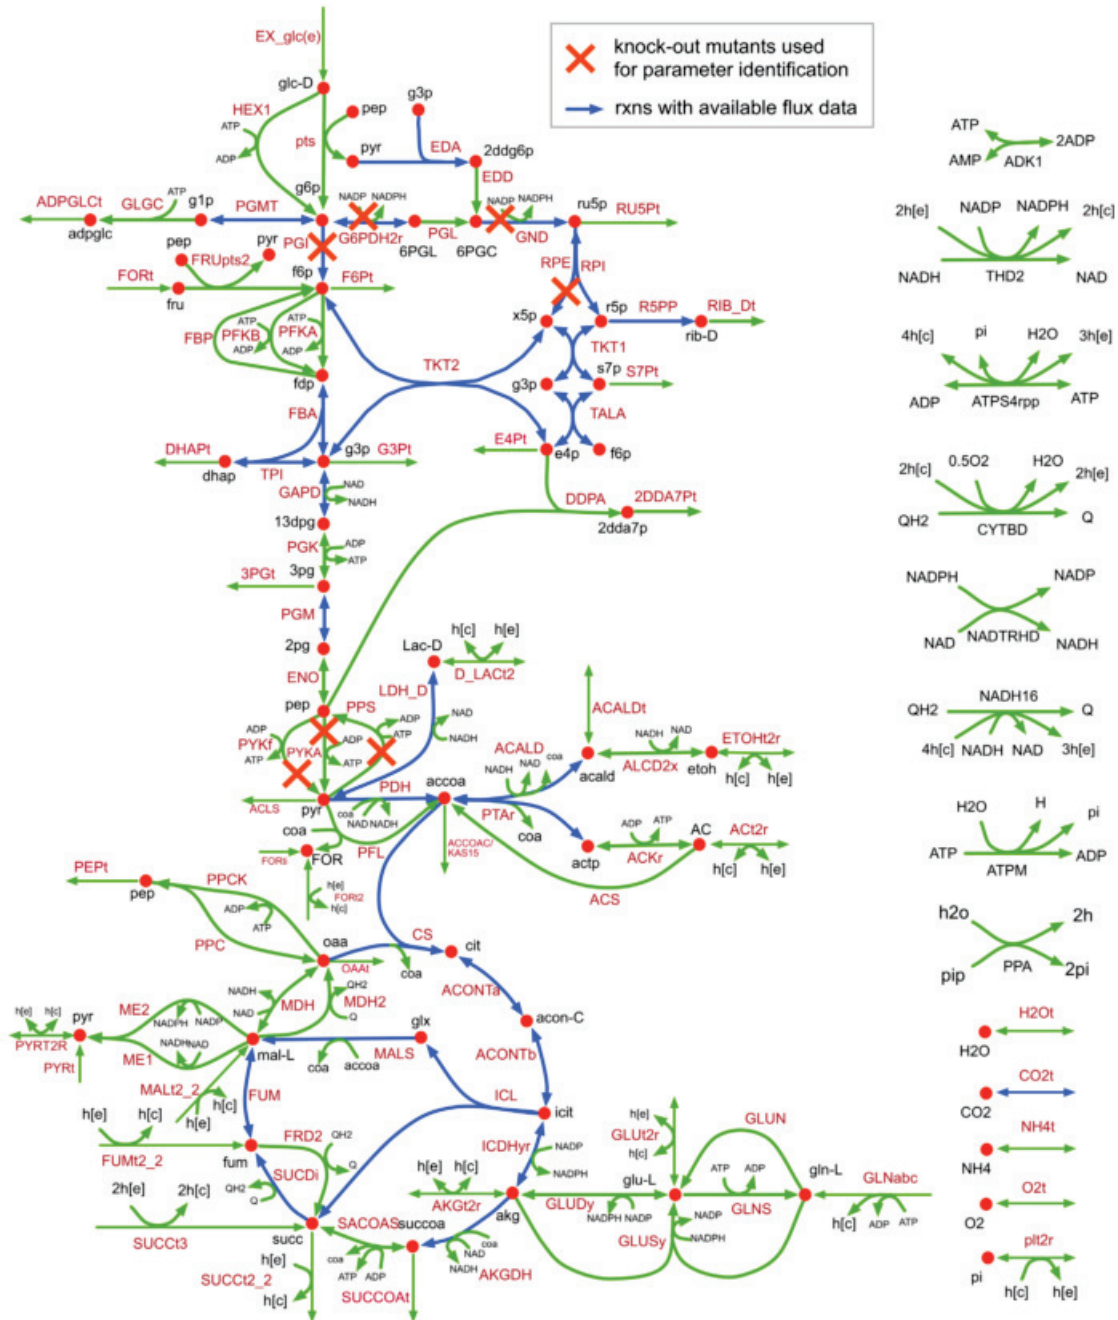 EX_glc(e)
knock-out mutants used
for parameter identification
rxns with available flux data
glc-D
HEX1
ATP
ADP
pts
pep
g3p
pyr
EDA
2ddg6p
EDD
g6p
ADPGLCt
GLGC
ATP
g1p
PGMT
adpglc
NADP
NADPH
G6PDH2r
6PGL
PGL
6PGC
NADP
NADPH
GND
ru5p
RU5Pt
PGI
pep
pyr
FRUpts2
FORt
fru
f6p
F6Pt
RPE
RPI
FBP
PFKB
ATP
ADP
PFKA
ATP
ADP
x5p
r5p
R5PP
RIB_Dt
rib-D
TKT1
TKT2
fdp
g3p
s7p
S7Pt
FBA
TALA
E4Pt
e4p
f6p
DHAPt
dhap
TPI
g3p
G3Pt
GAPD
NAD
NADH
DDPA
2DDA7Pt
2dda7p
13dpg
PGK
ADP
ATP
3PGt
3pg
PGM
2pg
Lac-D
h[c]
h[e]
D_LACt2
ENO
LDH_D
NAD
NADH
pep
PPS
ADP
ATP
PYKf
ADP
ATP
PYKA
ADP
ATP
ACALDt
ACALD
NADH
NAD
coa
acald
NADH
NAD
ALCD2x
etoh
ETOHt2r
h[c]
h[e]
ACLS
pyr
PDH
coa
NAD
NADH
accoa
PTAr
coa
actp
ADP
ATP
ACKr
AC
ACt2r
h[c]
h[e]
coa
PFL
ACCOAC/
KAS15
ACS
FORti
FOR
h[e]
FORt2
h[c]
PEPt
pep
PPCK
ADP
ATP
PPC
oaa
OAAt
CS
coa
cit
ACONTa
acon-C
ACONTb
NADH
NAD
MDH
QH2
Q
MDH2
h[e]
h[c]
pyr
PYRT2R
PYRt
ME2
NADPH
NADP
NADH
NAD
ME1
mal-L
glx
MALS
coa
accoa
MALt2_2
h[e]
h[c]
FUM
ICL
icit
h[e]
h[c]
FUMt2_2
fum
FRD2
QH2
Q
SUCDi
QH2
Q
ICDHyr
NADP
NADPH
2h[e]
2h[c]
SUCCt3
succ
h[e]
h[c]
SUCCt2_2
SACOAS
coa
ATP
ADP
succoa
SUCCOAt
h[e]
h[c]
AKGt2r
akg
coa
NAD
NADH
AKGDH
GLUDy
NADPH
NADP
glu-L
h[e]
GLUt2r
h[c]
GLUN
ATP
ADP
GLNS
gln-L
GLNabc
h[c]
ADP
ATP
GLUSy
NADP
NADPH
ATP
AMP
ADK1
2ADP
2h[e]
NADP
NADPH
2h[c]
NADH
THD2
NAD
4h[c]
pi
H2O
3h[e]
ADP
ATPS4rpp
ATP
2h[c]
0.5O2
H2O
2h[e]
QH2
CYTBD
Q
NADPH
NADP
NAD
NADTRHD
NADH
NADH16
QH2
Q
4h[c]
NADH
NAD
3h[e]
H2O
H
pi
ATP
ATPM
ADP
h2o
2h
pip
PPA
2pi
H2Ot
H2O
CO2t
CO2
NH4t
NH4
O2t
O2
pIt2r
pi
h[c]
h[e]